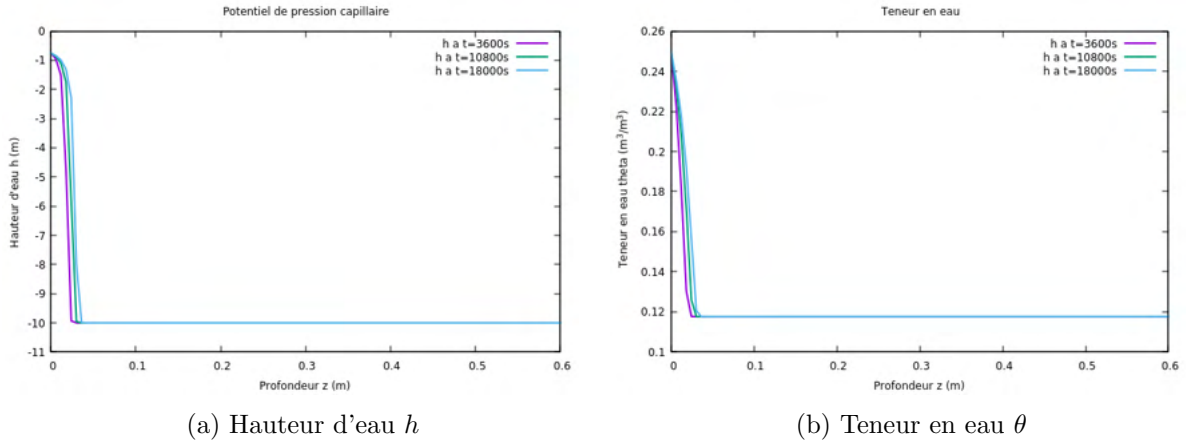 Potentiel de pression capillaire
0
-1
-2
-3
-4
-5
-6
-7
-8
-9
-10
-11
Hauteur d'eau h (m)
h a t=3600s
h a t=10800s
h a t=18000s
0 0.1 0.2 0.3 0.4 0.5 0.6
Profondeur z (m)
(a) Hauteur d'eau h
Teneur en eau
0.26
0.24
0.22
0.2
0.18
0.16
0.14
0.12
0.1
Teneur en eau theta (m³/m³)
h a t=3600s
h a t=10800s
h a t=18000s
0 0.1 0.2 0.3 0.4 0.5 0.6
Profondeur z (m)
(b) Teneur en eau θ